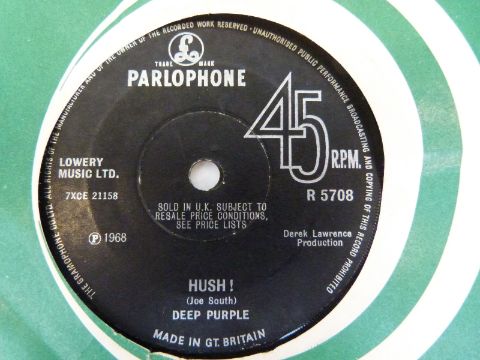 THE GRAMOPHONE CO LTD. ALL RIGHTS OF THE MANUFACTURER AND OF THE OWNER OF THE RECORDED WORK RESERVED · UNAUTHORISED PUBLIC PERFORMANCE BROADCASTING AND COPYING OF THIS RECORD PROHIBITED
TRADE MARK
PARLOPHONE
45
R.P.M.
LOWERY
MUSIC LTD.
7XCE 21158
R 5708
SOLD IN U.K. SUBJECT TO
RESALE PRICE CONDITIONS,
SEE PRICE LISTS
Ⓟ 1968
Derek Lawrence
Production
HUSH !
(Joe South)
DEEP PURPLE
MADE IN GT. BRITAIN